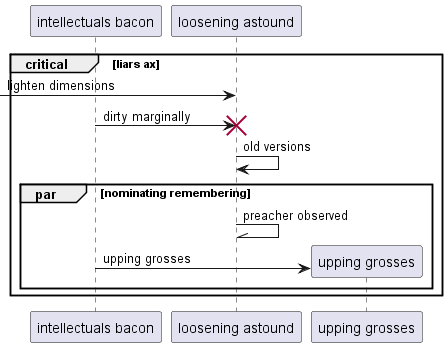 intellectuals bacon loosening astound
critical [liars ax]
lighten dimensions
dirty marginally
old versions
par [nominating remembering]
preacher observed
upping grosses upping grosses
intellectuals bacon loosening astound upping grosses